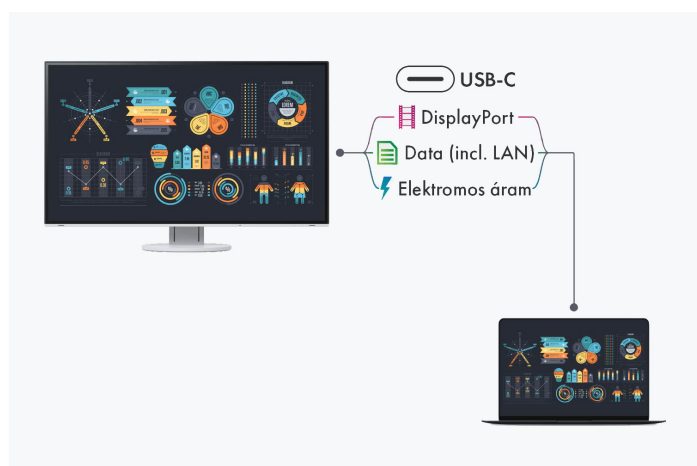 USB-C
DisplayPort
Data (incl. LAN)
Elektromos áram